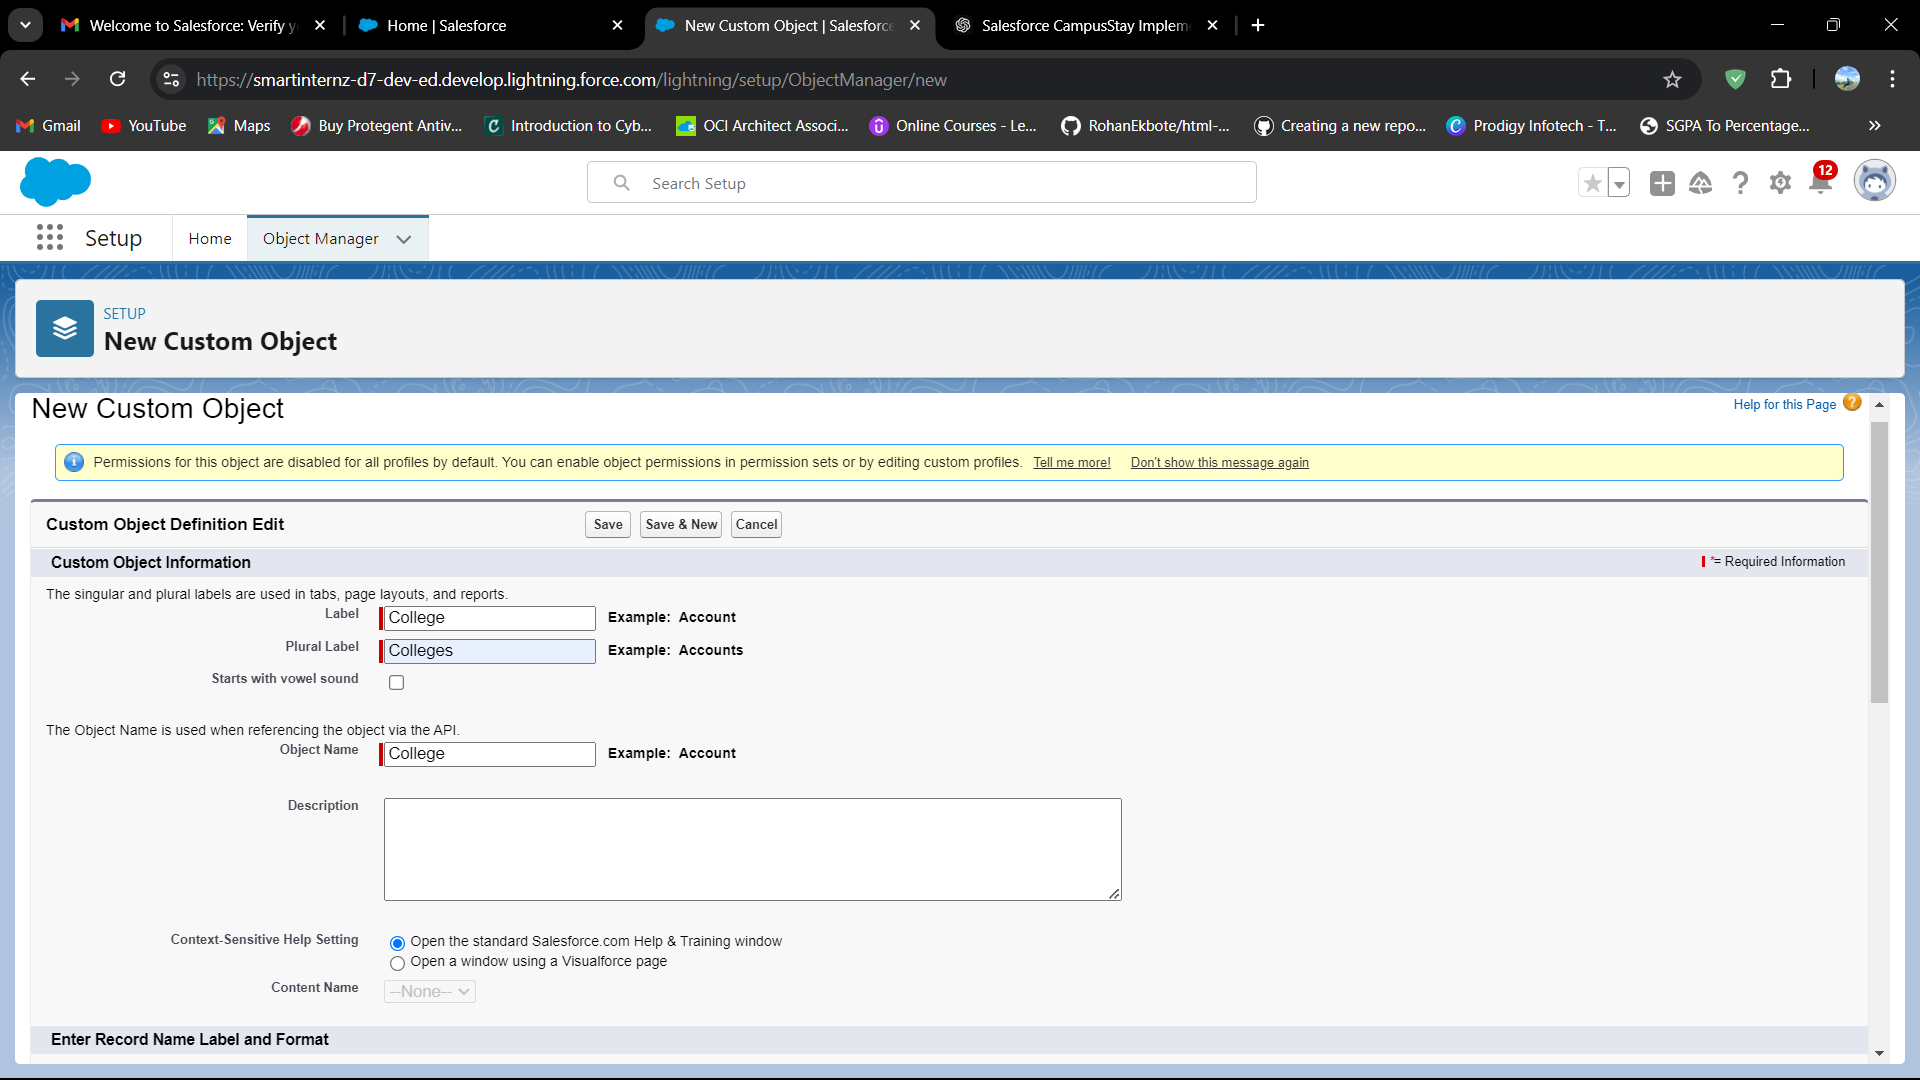 Welcome to Salesforce: Verify y
Home | Salesforce
New Custom Object | Salesforce
Salesforce CampusStay Implem
https://smartinternz-d7-dev-ed.develop.lightning.force.com/lightning/setup/ObjectManager/new
Gmail
YouTube
Maps
Buy Protegent Antiv...
Introduction to Cyb...
OCI Architect Associ...
Online Courses - Le...
RohanEkbote/html-...
Creating a new repo...
Prodigy Infotech - T...
SGPA To Percentage...
Search Setup
12
Setup
Home
Object Manager
SETUP
New Custom Object
New Custom Object
Help for this Page
Permissions for this object are disabled for all profiles by default. You can enable object permissions in permission sets or by editing custom profiles. Tell me more! Don't show this message again
Custom Object Definition Edit
Save
Save & New
Cancel
Custom Object Information
*= Required Information
The singular and plural labels are used in tabs, page layouts, and reports.
Label College Example: Account
Plural Label Colleges Example: Accounts
Starts with vowel sound
The Object Name is used when referencing the object via the API.
Object Name College Example: Account
Description
Context-Sensitive Help Setting Open the standard Salesforce.com Help & Training window
Open a window using a Visualforce page
Content Name --None--
Enter Record Name Label and Format